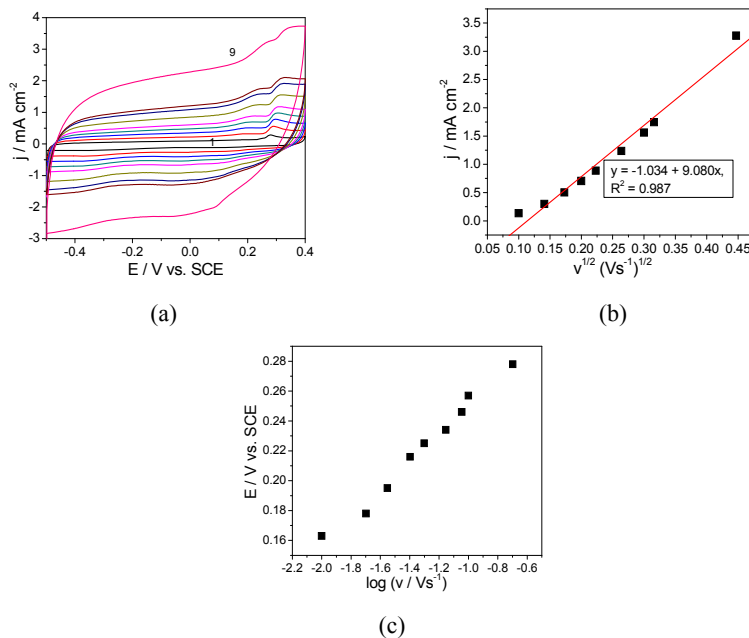 4
3
2
1
0
-1
-2
-3
9
1
-0.4
-0.2
0.0
0.2
0.4
j / mA cm-2
E / V vs. SCE
(a)
3.5
3.0
2.5
2.0
1.5
1.0
0.5
0.0
y = -1.034 + 9.080x,
R2 = 0.987
0.05 0.10 0.15 0.20 0.25 0.30 0.35 0.40 0.45
j / mA cm-2
v1/2 (Vs-1)1/2
(b)
0.28
0.26
0.24
0.22
0.20
0.18
0.16
-2.2 -2.0 -1.8 -1.6 -1.4 -1.2 -1.0 -0.8 -0.6
E / V vs. SCE
log (v / Vs-1)
(c)